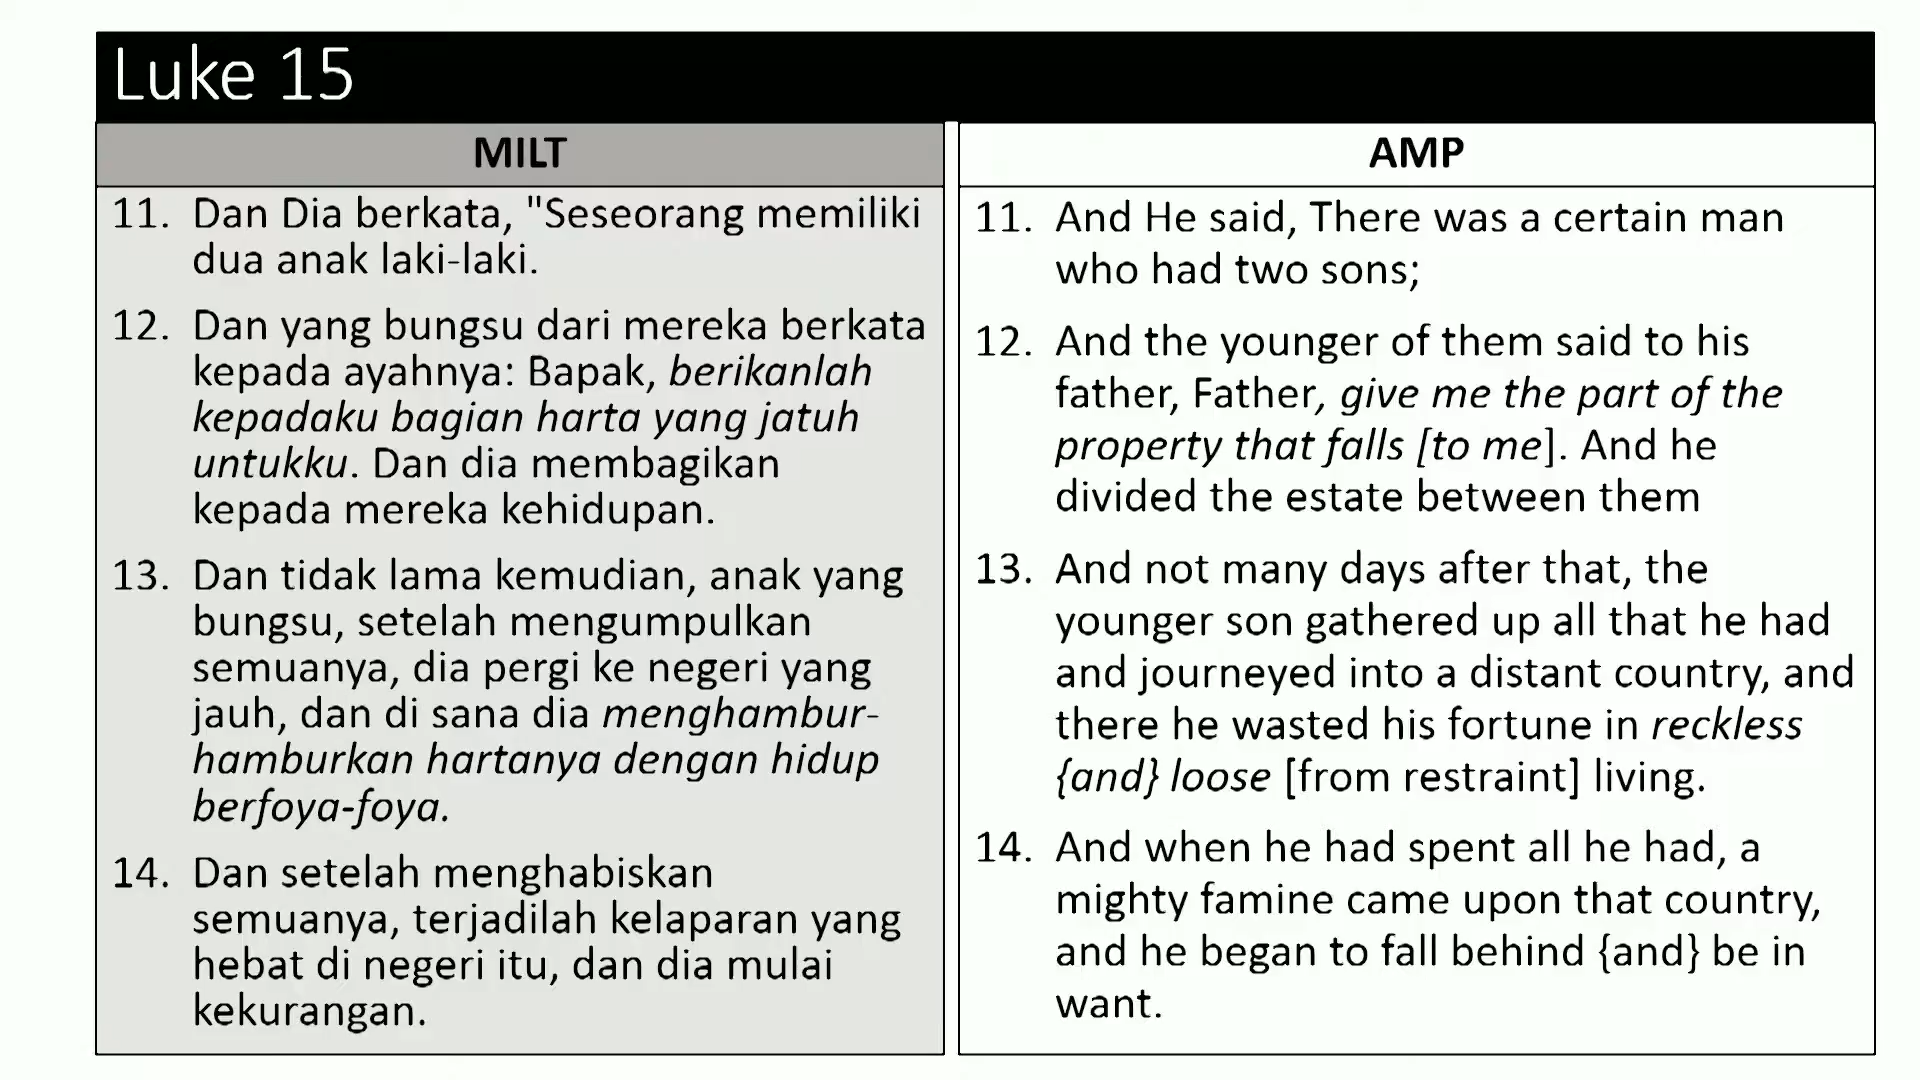 Luke 15
MILT
11. Dan Dia berkata, "Seseorang memiliki
dua anak laki-laki.
12. Dan yang bungsu dari mereka berkata
kepada ayahnya: Bapak, berikanlah
kepadaku bagian harta yang jatuh
untukku. Dan dia membagikan
kepada mereka kehidupan.
13. Dan tidak lama kemudian, anak yang
bungsu, setelah mengumpulkan
semuanya, dia pergi ke negeri yang
jauh, dan di sana dia menghambur-
hamburkan hartanya dengan hidup
berfoya-foya.
14. Dan setelah menghabiskan
semuanya, terjadilah kelaparan yang
hebat di negeri itu, dan dia mulai
kekurangan.
AMP
11. And He said, There was a certain man
who had two sons;
12. And the younger of them said to his
father, Father, give me the part of the
property that falls [to me]. And he
divided the estate between them
13. And not many days after that, the
younger son gathered up all that he had
and journeyed into a distant country, and
there he wasted his fortune in reckless
{and} loose [from restraint] living.
14. And when he had spent all he had, a
mighty famine came upon that country,
and he began to fall behind {and} be in
want.